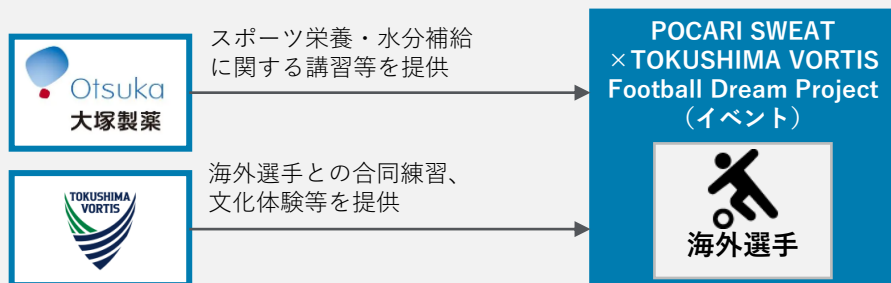 Otsuka
大塚製薬
スポーツ栄養・水分補給
に関する講習等を提供
TOKUSHIMA
VORTIS
海外選手との合同練習、
文化体験等を提供
POCARI SWEAT
×TOKUSHIMA VORTIS
Football Dream Project
（イベント）
海外選手